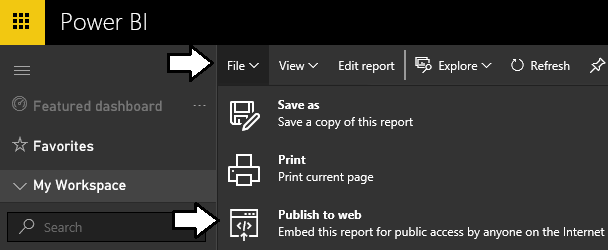 Power BI
File View Edit report Explore Refresh
Featured dashboard ...
Favorites
My Workspace
Search
Save as
Save a copy of this report
Print
Print current page
Publish to web
Embed this report for public access by anyone on the Internet